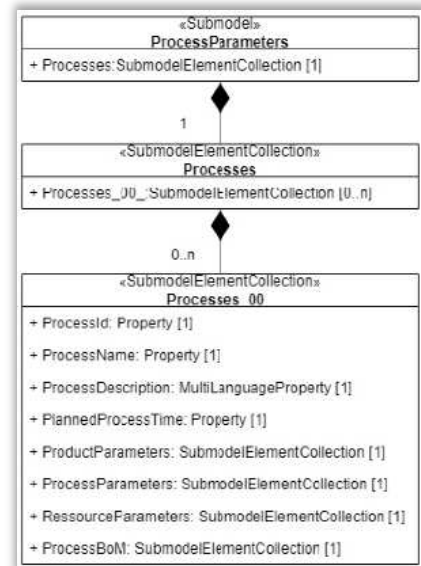 «Submodel»
ProcessParameters
+ Processes:SubmodelElementCollection [1]
1
«SubmodelElementCollection»
Processes
+ Processes_00_:SubmodelElementCollection [0..n]
0..n
«SubmodelElementCollection»
Processes_00
+ ProcessId: Property [1]
+ ProcessName: Property [1]
+ ProcessDescription: MultiLanguageProperty [1]
+ PlannedProcessTime: Property [1]
+ ProductParameters: SubmodelElementCollection [1]
+ ProcessParameters: SubmodelElementCollection [1]
+ RessourceParameters: SubmodelElementCollection [1]
+ ProcessBoM: SubmodelElementCollection [1]